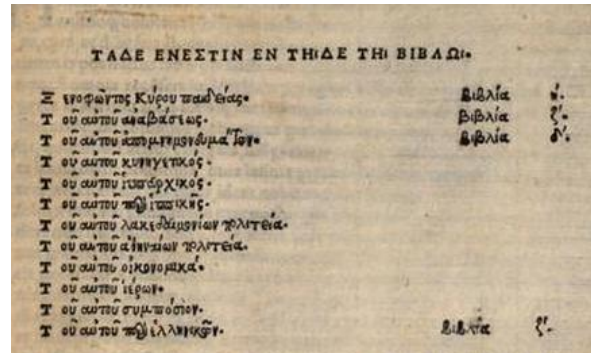 ΤΑΔΕ ΕΝΕΣΤΙΝ ΕΝ ΤΗΙΔΕ ΤΗΙ ΒΙΒΛΩΙ.
Ξενοφῶντος Κύρου παιδείας. Βιβλία ή.
Τοῦ αὐτοῦ ἀναβάσεως. Βιβλία ζ'.
Τοῦ αὐτοῦ ἀπομνημονευμάτων. Βιβλία δ'.
Τοῦ αὐτοῦ κυνηγετικός.
Τοῦ αὐτοῦ ἱππαρχικός.
Τοῦ αὐτοῦ περὶ ἱππικῆς.
Τοῦ αὐτοῦ λακεδαιμονίων πολιτεία.
Τοῦ αὐτοῦ ἀθηναίων πολιτεία.
Τοῦ αὐτοῦ οἰκονομικά.
Τοῦ αὐτοῦ ἱέρων.
Τοῦ αὐτοῦ συμπόσιον.
Τοῦ αὐτοῦ περὶ ἑλληνικῶν. Βιβλία ζ'.